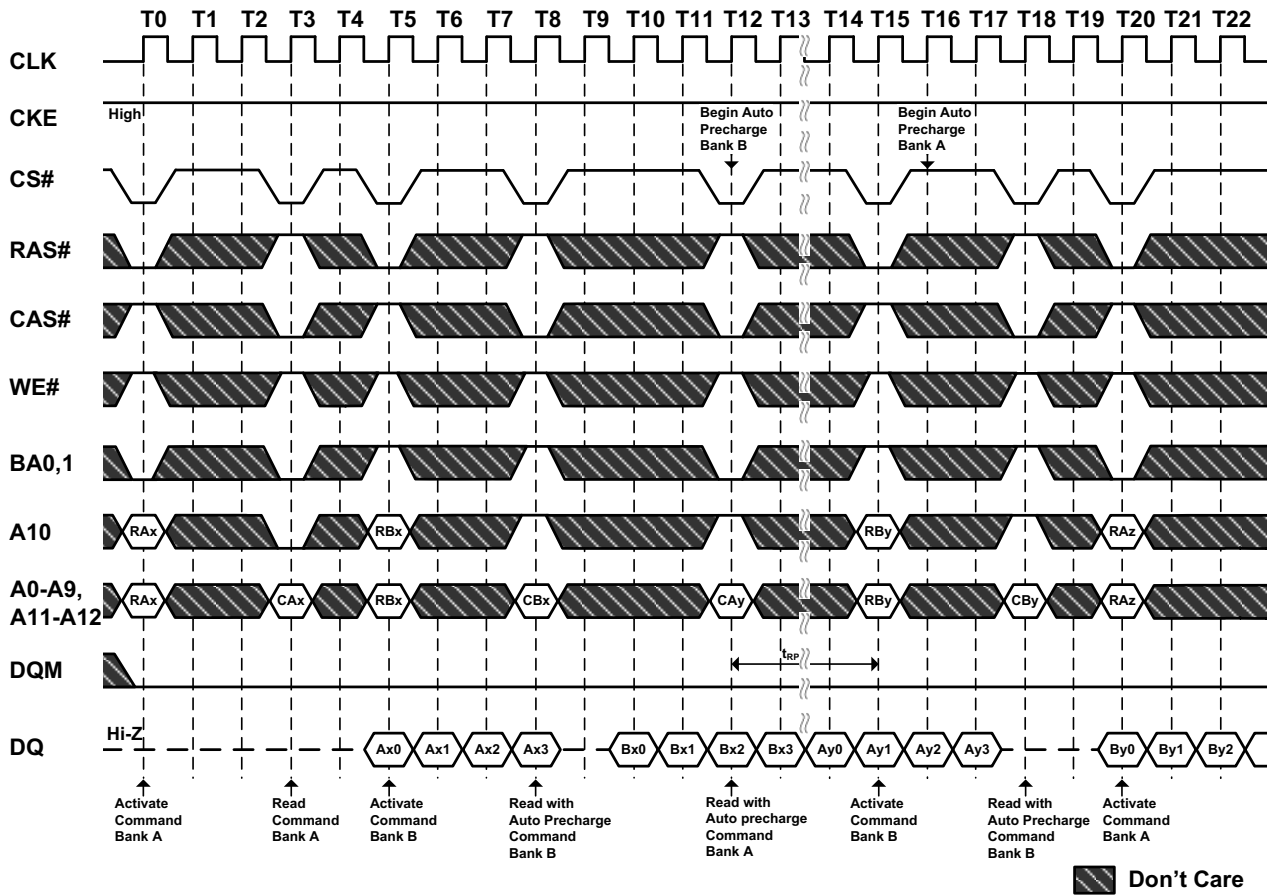 T0 T1 T2 T3 T4 T5 T6 T7 T8 T9 T10 T11 T12 T13 T14 T15 T16 T17 T18 T19 T20 T21 T22
CLK
CKE
High
Begin Auto
Precharge
Bank B
Begin Auto
Precharge
Bank A
CS#
RAS#
CAS#
WE#
BA0,1
A10
RAx RBx RBy RAz
A0-A9,
A11-A12
RAx CAx RBx CBx CAy RBy CBy RAz
DQM
tRP
DQ
Hi-Z
Ax0 Ax1 Ax2 Ax3 Bx0 Bx1 Bx2 Bx3 Ay0 Ay1 Ay2 Ay3 By0 By1 By2
Activate
Command
Bank A
Read
Command
Bank A
Activate
Command
Bank B
Read with
Auto Precharge
Command
Bank B
Read with
Auto precharge
Command
Bank A
Activate
Command
Bank B
Read with
Auto Precharge
Command
Bank B
Activate
Command
Bank A
Don't Care